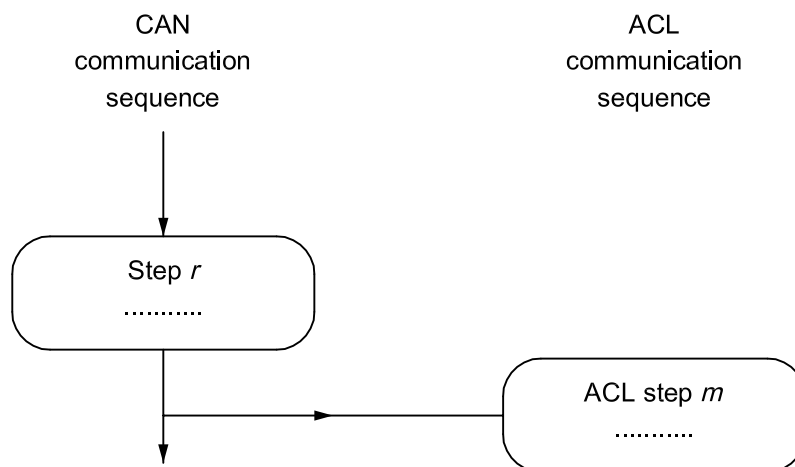 CAN
communication
sequence
ACL
communication
sequence
Step r
...........
ACL step m
...........